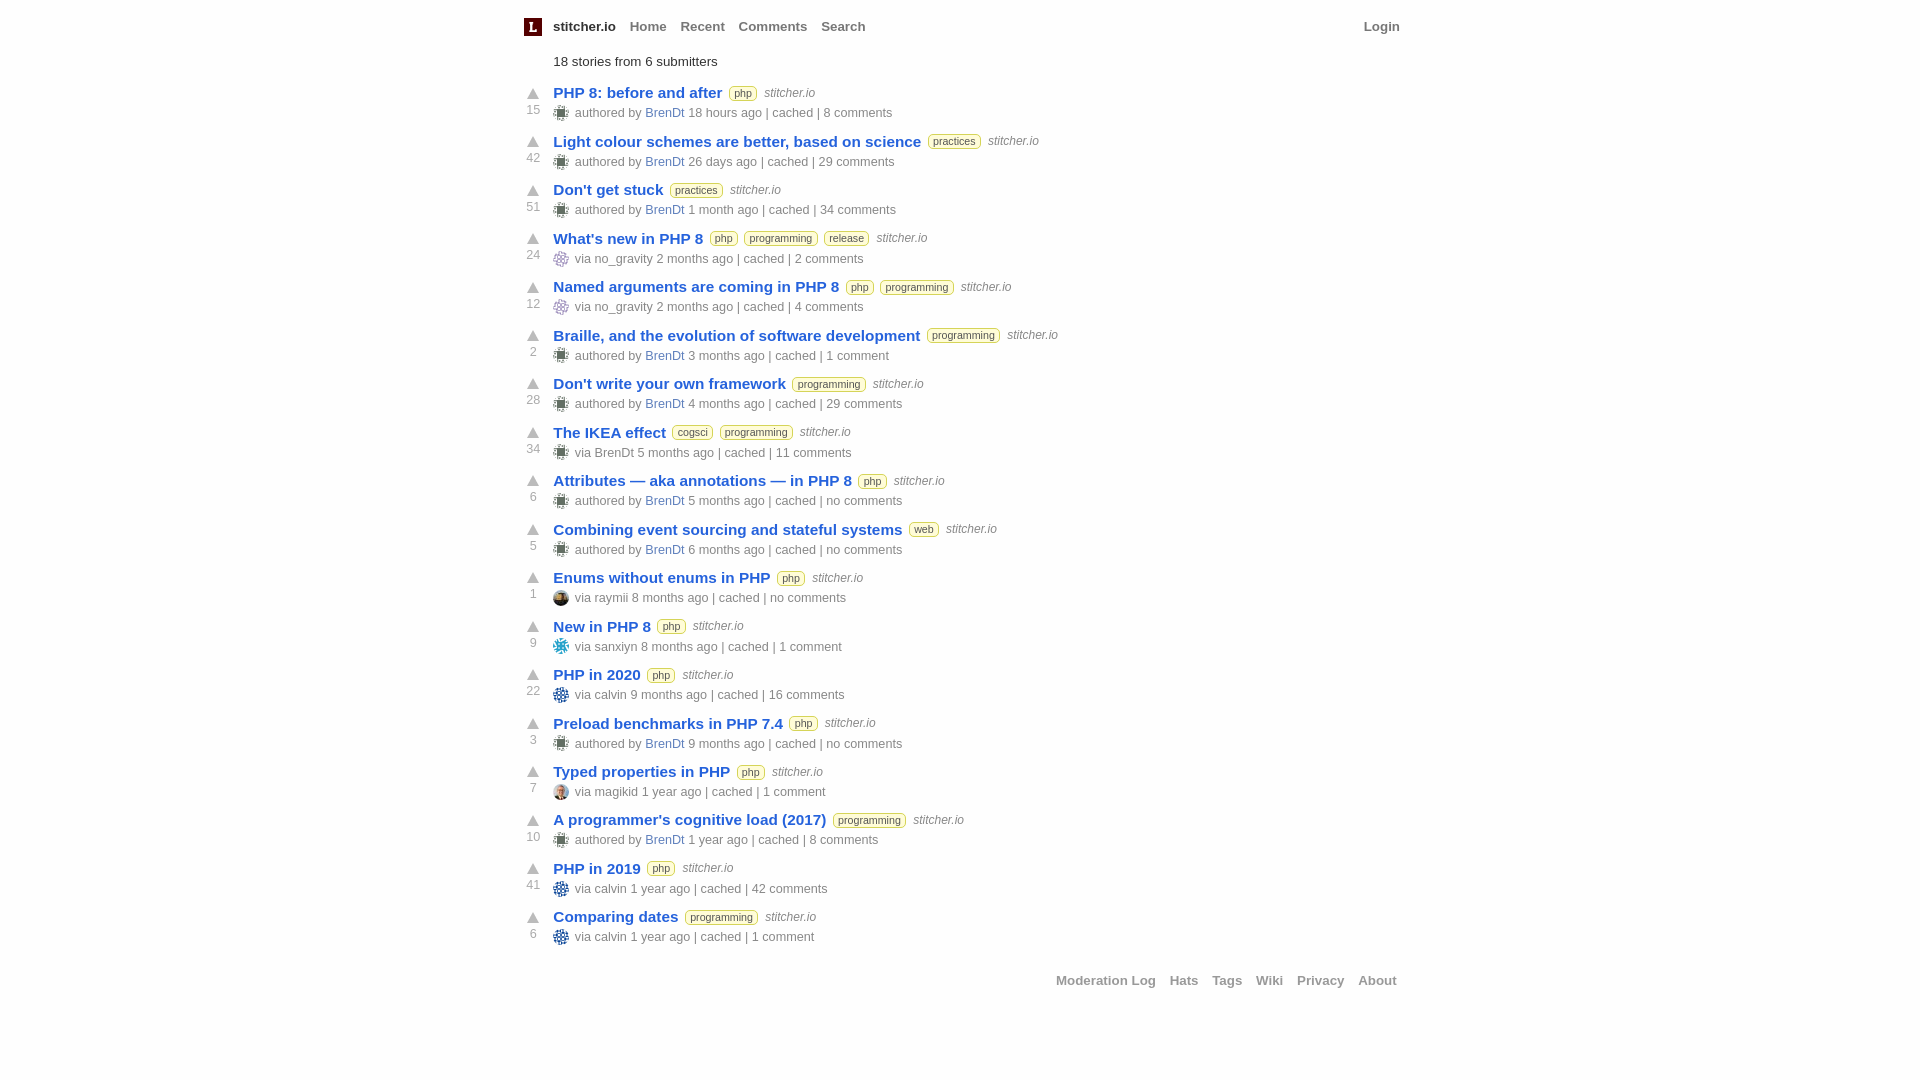 L stitcher.io Home Recent Comments Search Login
18 stories from 6 submitters
PHP 8: before and after php stitcher.io
15 authored by BrenDt 18 hours ago | cached | 8 comments
Light colour schemes are better, based on science practices stitcher.io
42 authored by BrenDt 26 days ago | cached | 29 comments
Don't get stuck practices stitcher.io
51 authored by BrenDt 1 month ago | cached | 34 comments
What's new in PHP 8 php programming release stitcher.io
24 via no_gravity 2 months ago | cached | 2 comments
Named arguments are coming in PHP 8 php programming stitcher.io
12 via no_gravity 2 months ago | cached | 4 comments
Braille, and the evolution of software development programming stitcher.io
2 authored by BrenDt 3 months ago | cached | 1 comment
Don't write your own framework programming stitcher.io
28 authored by BrenDt 4 months ago | cached | 29 comments
The IKEA effect cogsci programming stitcher.io
34 via BrenDt 5 months ago | cached | 11 comments
Attributes — aka annotations — in PHP 8 php stitcher.io
6 authored by BrenDt 5 months ago | cached | no comments
Combining event sourcing and stateful systems web stitcher.io
5 authored by BrenDt 6 months ago | cached | no comments
Enums without enums in PHP php stitcher.io
1 via raymii 8 months ago | cached | no comments
New in PHP 8 php stitcher.io
9 via sanxiyn 8 months ago | cached | 1 comment
PHP in 2020 php stitcher.io
22 via calvin 9 months ago | cached | 16 comments
Preload benchmarks in PHP 7.4 php stitcher.io
3 authored by BrenDt 9 months ago | cached | no comments
Typed properties in PHP php stitcher.io
7 via magikid 1 year ago | cached | 1 comment
A programmer's cognitive load (2017) programming stitcher.io
10 authored by BrenDt 1 year ago | cached | 8 comments
PHP in 2019 php stitcher.io
41 via calvin 1 year ago | cached | 42 comments
Comparing dates programming stitcher.io
6 via calvin 1 year ago | cached | 1 comment
Moderation Log Hats Tags Wiki Privacy About